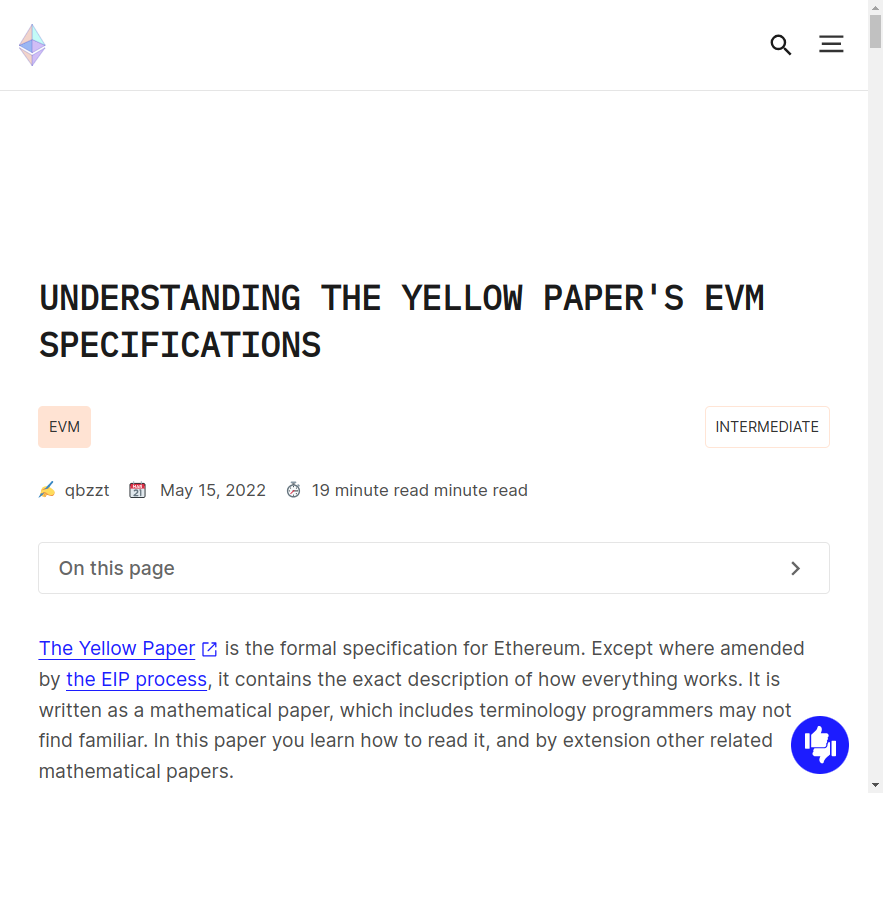 UNDERSTANDING THE YELLOW PAPER'S EVM
SPECIFICATIONS
EVM
INTERMEDIATE
qbzzt
May 15, 2022
19 minute read minute read
On this page
The Yellow Paper is the formal specification for Ethereum. Except where amended
by the EIP process, it contains the exact description of how everything works. It is
written as a mathematical paper, which includes terminology programmers may not
find familiar. In this paper you learn how to read it, and by extension other related
mathematical papers.